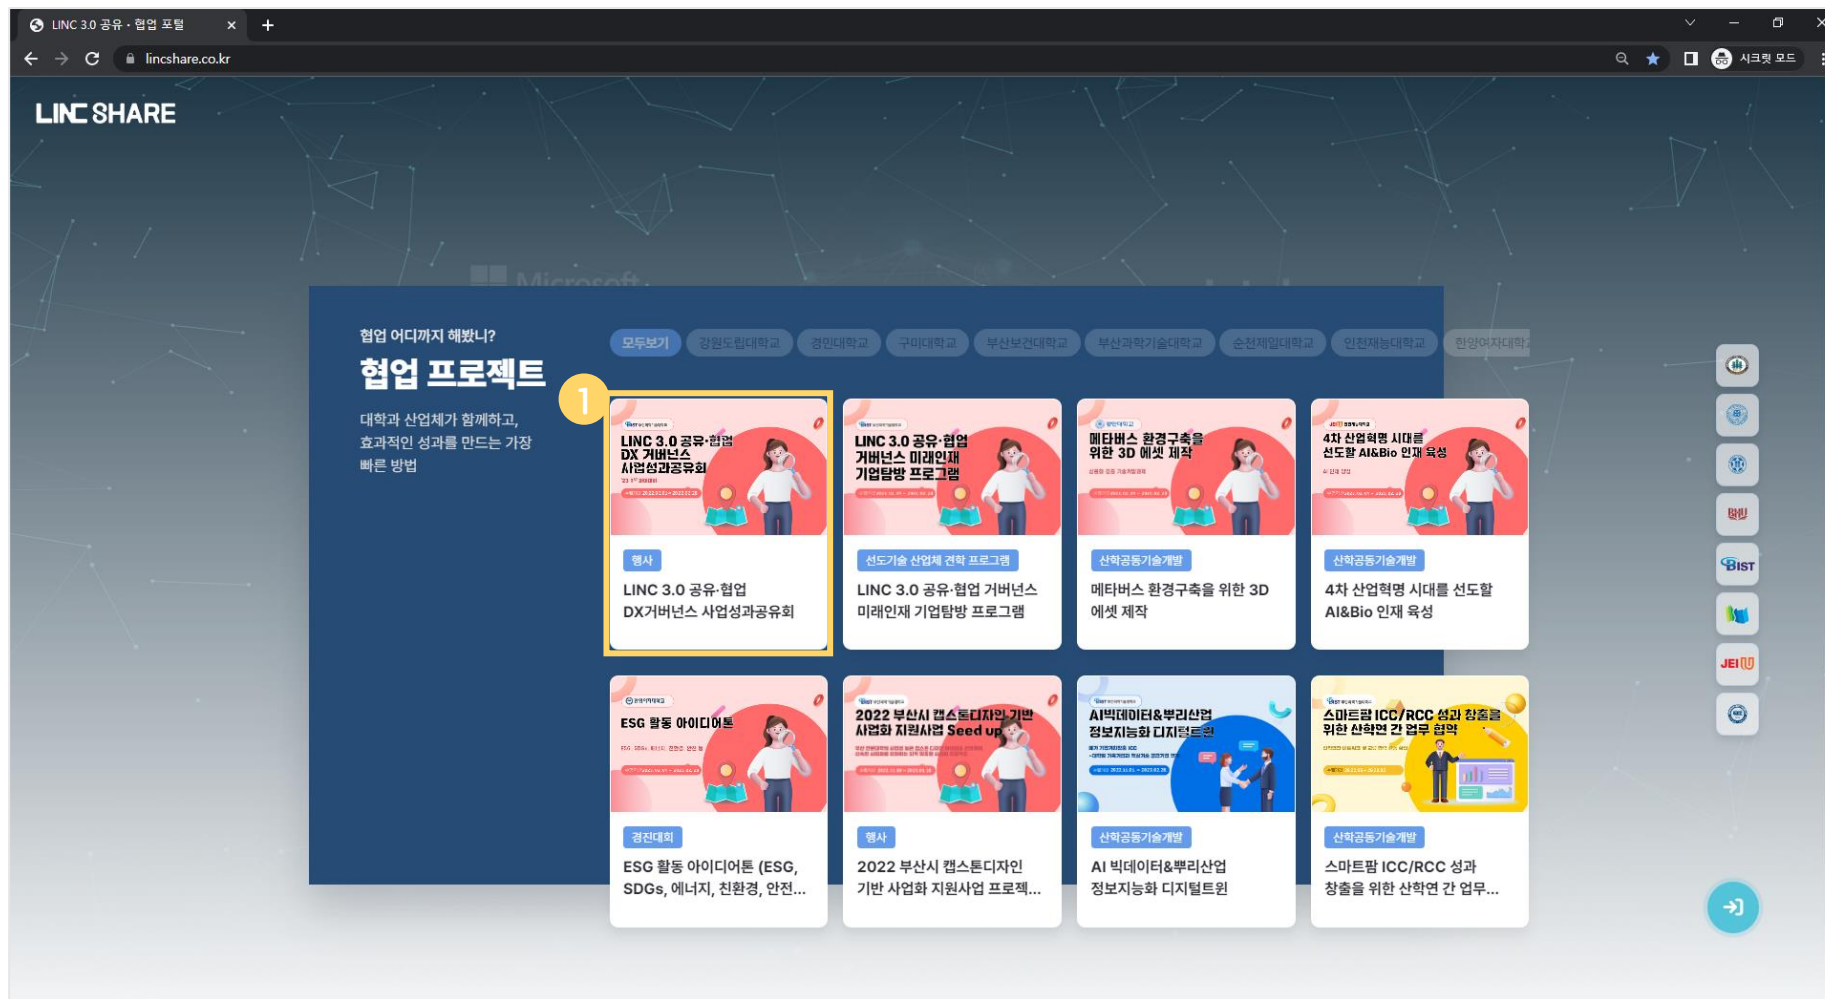 LINC 3.0 공유 · 협업 포털
lincshare.co.kr
시크릿 모드
LINC SHARE
Microsoft
협업 어디까지 해봤니?
협업 프로젝트
대학과 산업체가 함께하고,
효과적인 성과를 만드는 가장
빠른 방법
모두보기
강원도립대학교
경민대학교
구미대학교
부산보건대학교
부산과학기술대학교
순천제일대학교
인천재능대학교
한양여자대학교
1
LINC 3.0 공유·협업
DX 거버넌스
사업성과공유회
행사
LINC 3.0 공유·협업
DX거버넌스 사업성과공유회
LINC 3.0 공유·협업
거버넌스 미래인재
기업탐방 프로그램
선도기술 산업체 견학 프로그램
LINC 3.0 공유·협업 거버넌스
미래인재 기업탐방 프로그램
메타버스 환경구축을
위한 3D 에셋 제작
산학공동기술개발
메타버스 환경구축을 위한 3D
에셋 제작
4차 산업혁명 시대를
선도할 AI&Bio 인재 육성
AI 인재 양성
산학공동기술개발
4차 산업혁명 시대를 선도할
AI&Bio 인재 육성
ESG 활동 아이디어톤
경진대회
ESG 활동 아이디어톤 (ESG,
SDGs, 에너지, 친환경, 안전...
2022 부산시 캡스톤디자인 기반
사업화 지원사업 Seed up
행사
2022 부산시 캡스톤디자인
기반 사업화 지원사업 프로젝...
AI빅데이터&뿌리산업
정보지능화 디지털트윈
산학공동기술개발
AI 빅데이터&뿌리산업
정보지능화 디지털트윈
스마트팜 ICC/RCC 성과 창출을
위한 산학연 간 업무 협약
산학공동기술개발
스마트팜 ICC/RCC 성과
창출을 위한 산학연 간 업무...
BHU
BIST
JEIU